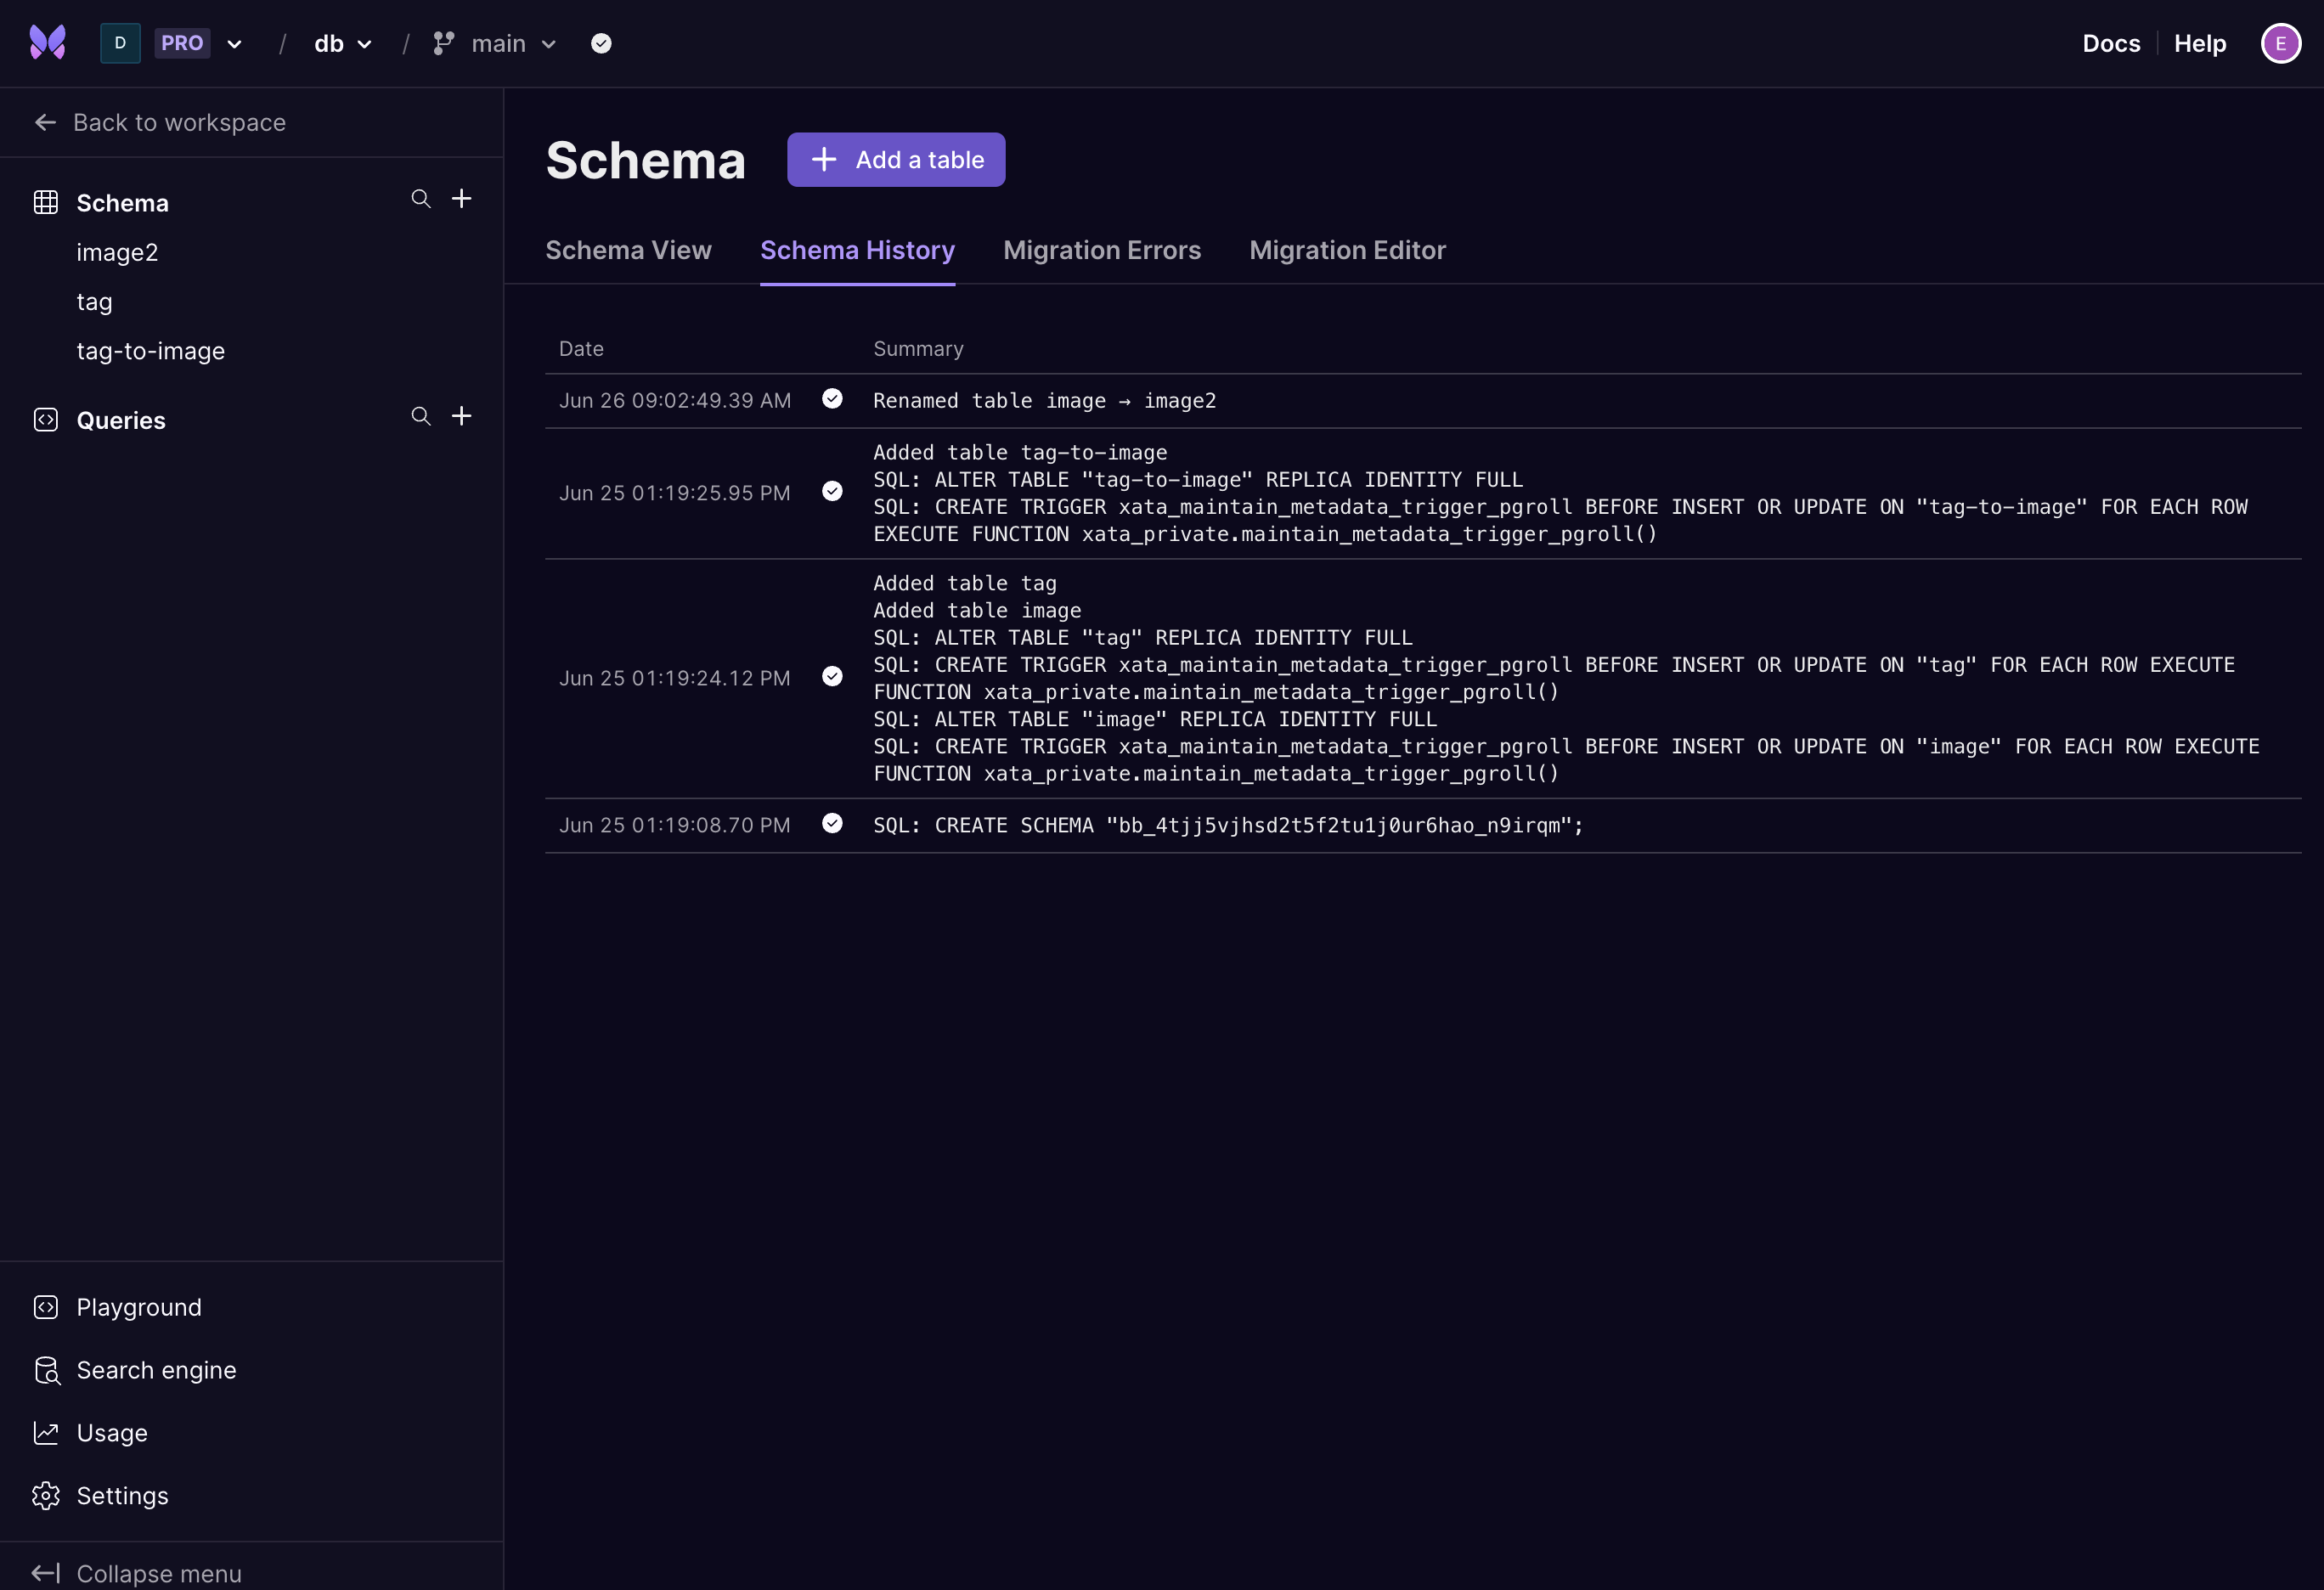 D PRO / db / main
Docs Help E
Back to workspace
Schema
image2
tag
tag-to-image
Queries
Playground
Search engine
Usage
Settings
Collapse menu
Schema
Add a table
Schema View Schema History Migration Errors Migration Editor
Date Summary
Jun 26 09:02:49.39 AM Renamed table image → image2
Jun 25 01:19:25.95 PM
Added table tag-to-image
SQL: ALTER TABLE "tag-to-image" REPLICA IDENTITY FULL
SQL: CREATE TRIGGER xata_maintain_metadata_trigger_pgroll BEFORE INSERT OR UPDATE ON "tag-to-image" FOR EACH ROW
EXECUTE FUNCTION xata_private.maintain_metadata_trigger_pgroll()
Jun 25 01:19:24.12 PM
Added table tag
Added table image
SQL: ALTER TABLE "tag" REPLICA IDENTITY FULL
SQL: CREATE TRIGGER xata_maintain_metadata_trigger_pgroll BEFORE INSERT OR UPDATE ON "tag" FOR EACH ROW EXECUTE
FUNCTION xata_private.maintain_metadata_trigger_pgroll()
SQL: ALTER TABLE "image" REPLICA IDENTITY FULL
SQL: CREATE TRIGGER xata_maintain_metadata_trigger_pgroll BEFORE INSERT OR UPDATE ON "image" FOR EACH ROW EXECUTE
FUNCTION xata_private.maintain_metadata_trigger_pgroll()
Jun 25 01:19:08.70 PM SQL: CREATE SCHEMA "bb_4tjj5vjhsd2t5f2tu1j0ur6hao_n9irqm";